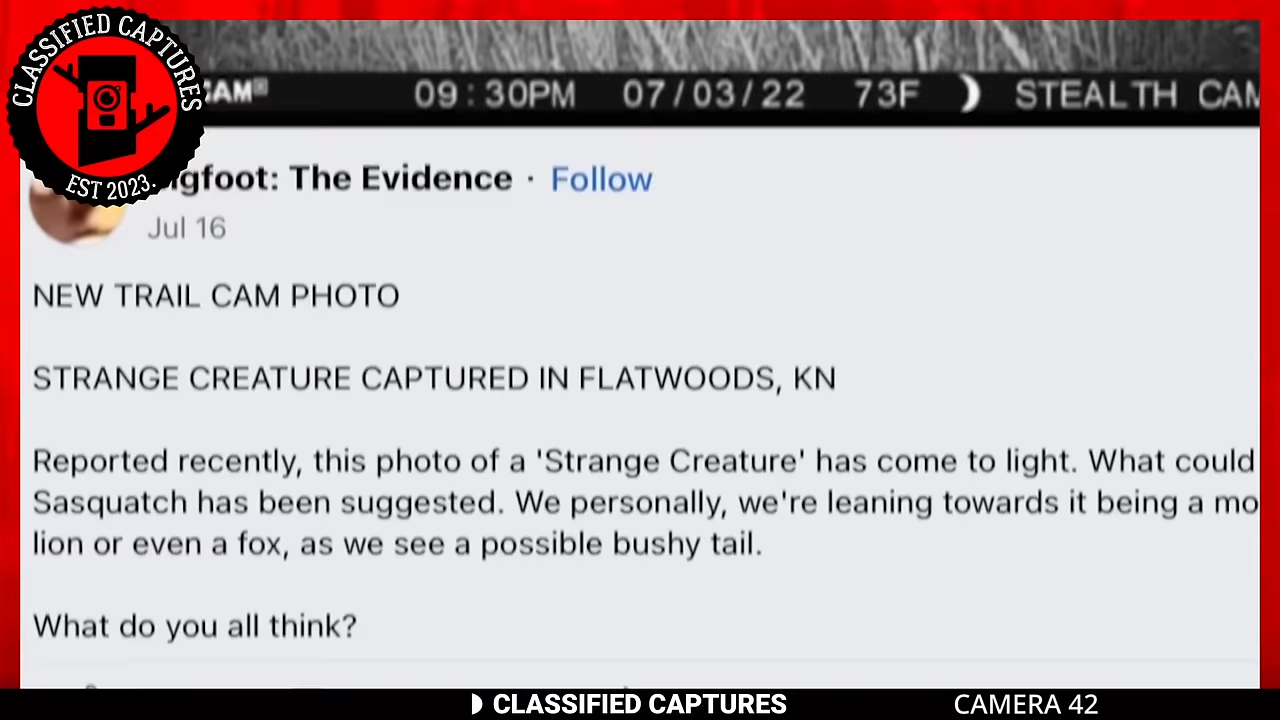 CLASSIFIED CAPTURES
EST 2023.
09:30PM 07/03/22 73F STEALTH CAM
igfoot: The Evidence · Follow
Jul 16
NEW TRAIL CAM PHOTO
STRANGE CREATURE CAPTURED IN FLATWOODS, KN
Reported recently, this photo of a 'Strange Creature' has come to light. What could
Sasquatch has been suggested. We personally, we're leaning towards it being a mo
lion or even a fox, as we see a possible bushy tail.
What do you all think?
CLASSIFIED CAPTURES
CAMERA 42